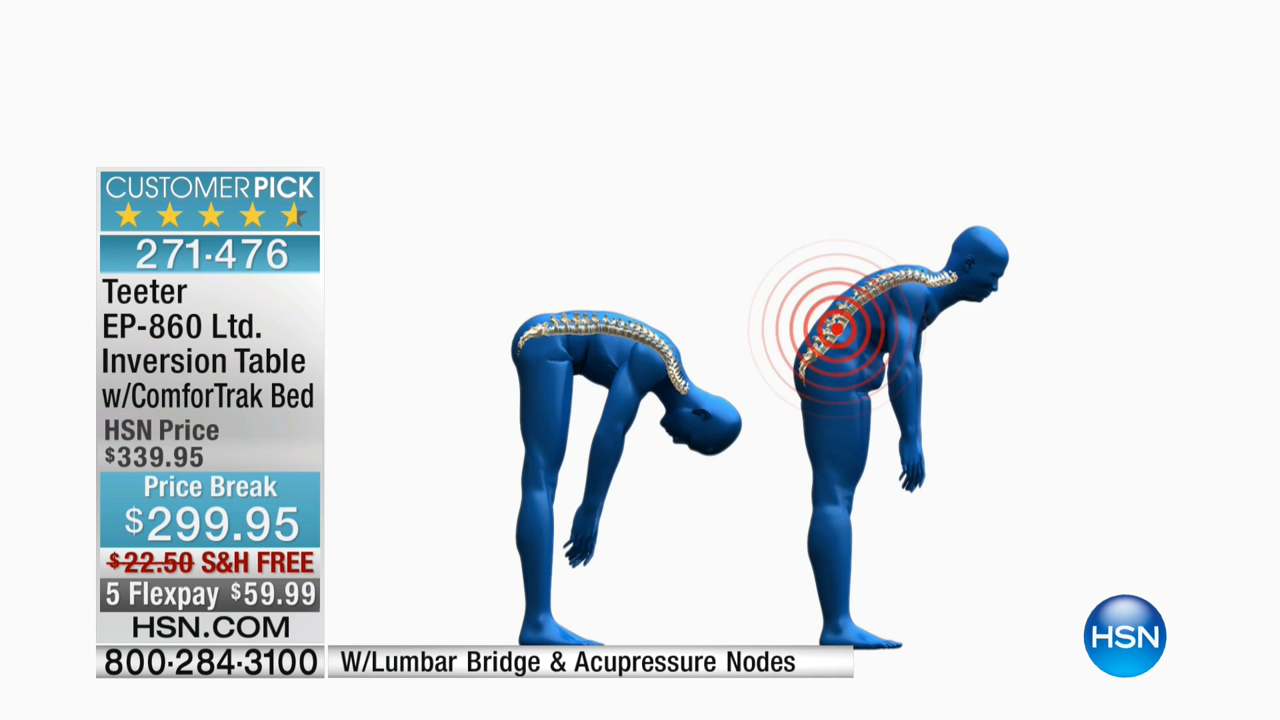 CUSTOMERPICK
271·476
Teeter
EP-860 Ltd.
Inversion Table
w/ComforTrak Bed
HSN Price
$339.95
Price Break
$299.95
$22.50 S&H FREE
5 Flexpay $59.99
HSN.COM
800·284·3100
W/Lumbar Bridge & Acupressure Nodes
HSN